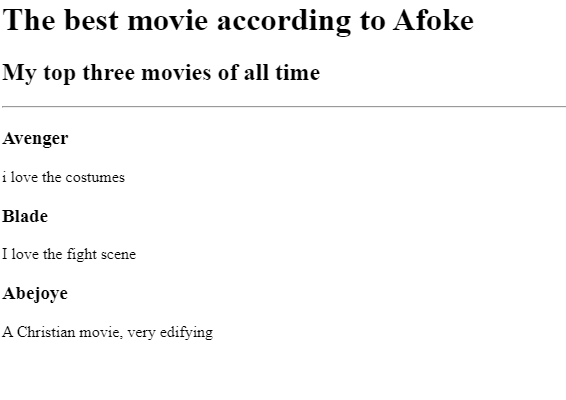 The best movie according to Afoke
My top three movies of all time
Avenger
i love the costumes
Blade
I love the fight scene
Abejoye
A Christian movie, very edifying